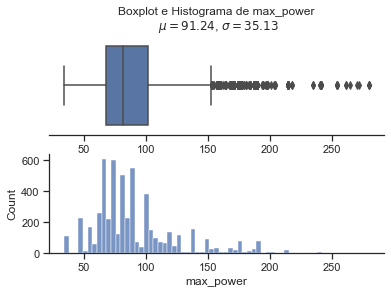 Boxplot e Histograma de max_power
μ = 91.24, σ = 35.13
50 100 150 200 250
600
400
200
0
Count
50 100 150 200 250
max_power